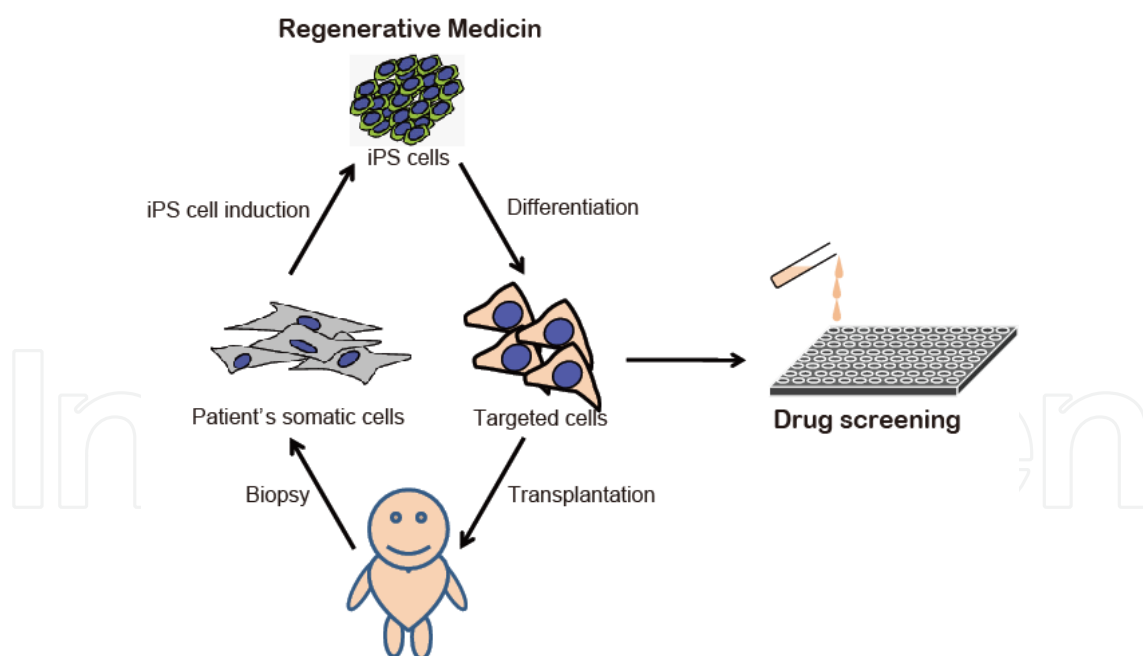 Regenerative Medicin
iPS cells
iPS cell induction
Differentiation
Patient's somatic cells
Targeted cells
Drug screening
Biopsy
Transplantation